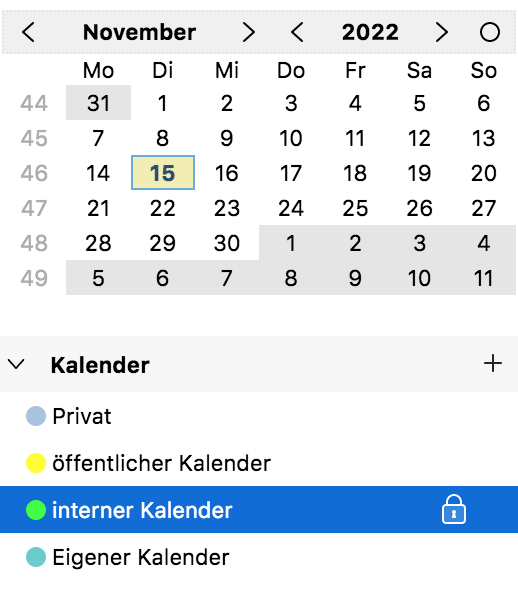 November 2022
Mo Di Mi Do Fr Sa So
44 31 1 2 3 4 5 6
45 7 8 9 10 11 12 13
46 14 15 16 17 18 19 20
47 21 22 23 24 25 26 27
48 28 29 30 1 2 3 4
49 5 6 7 8 9 10 11
Kalender
Privat
öffentlicher Kalender
interner Kalender
Eigener Kalender